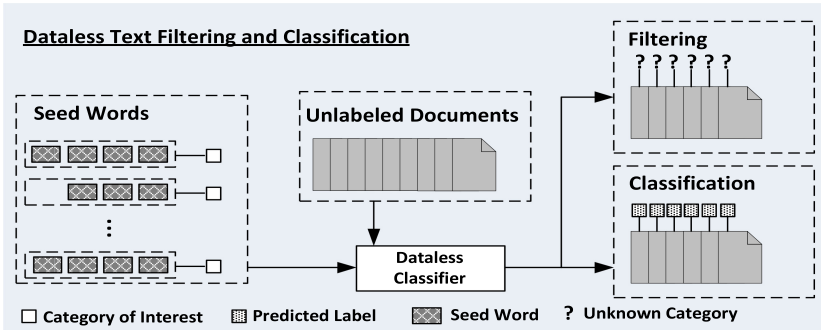 Dataless Text Filtering and Classification
Seed Words
...
Unlabeled Documents
Dataless
Classifier
Filtering
? ? ? ? ? ?
Classification
Category of Interest
Predicted Label
Seed Word
? Unknown Category